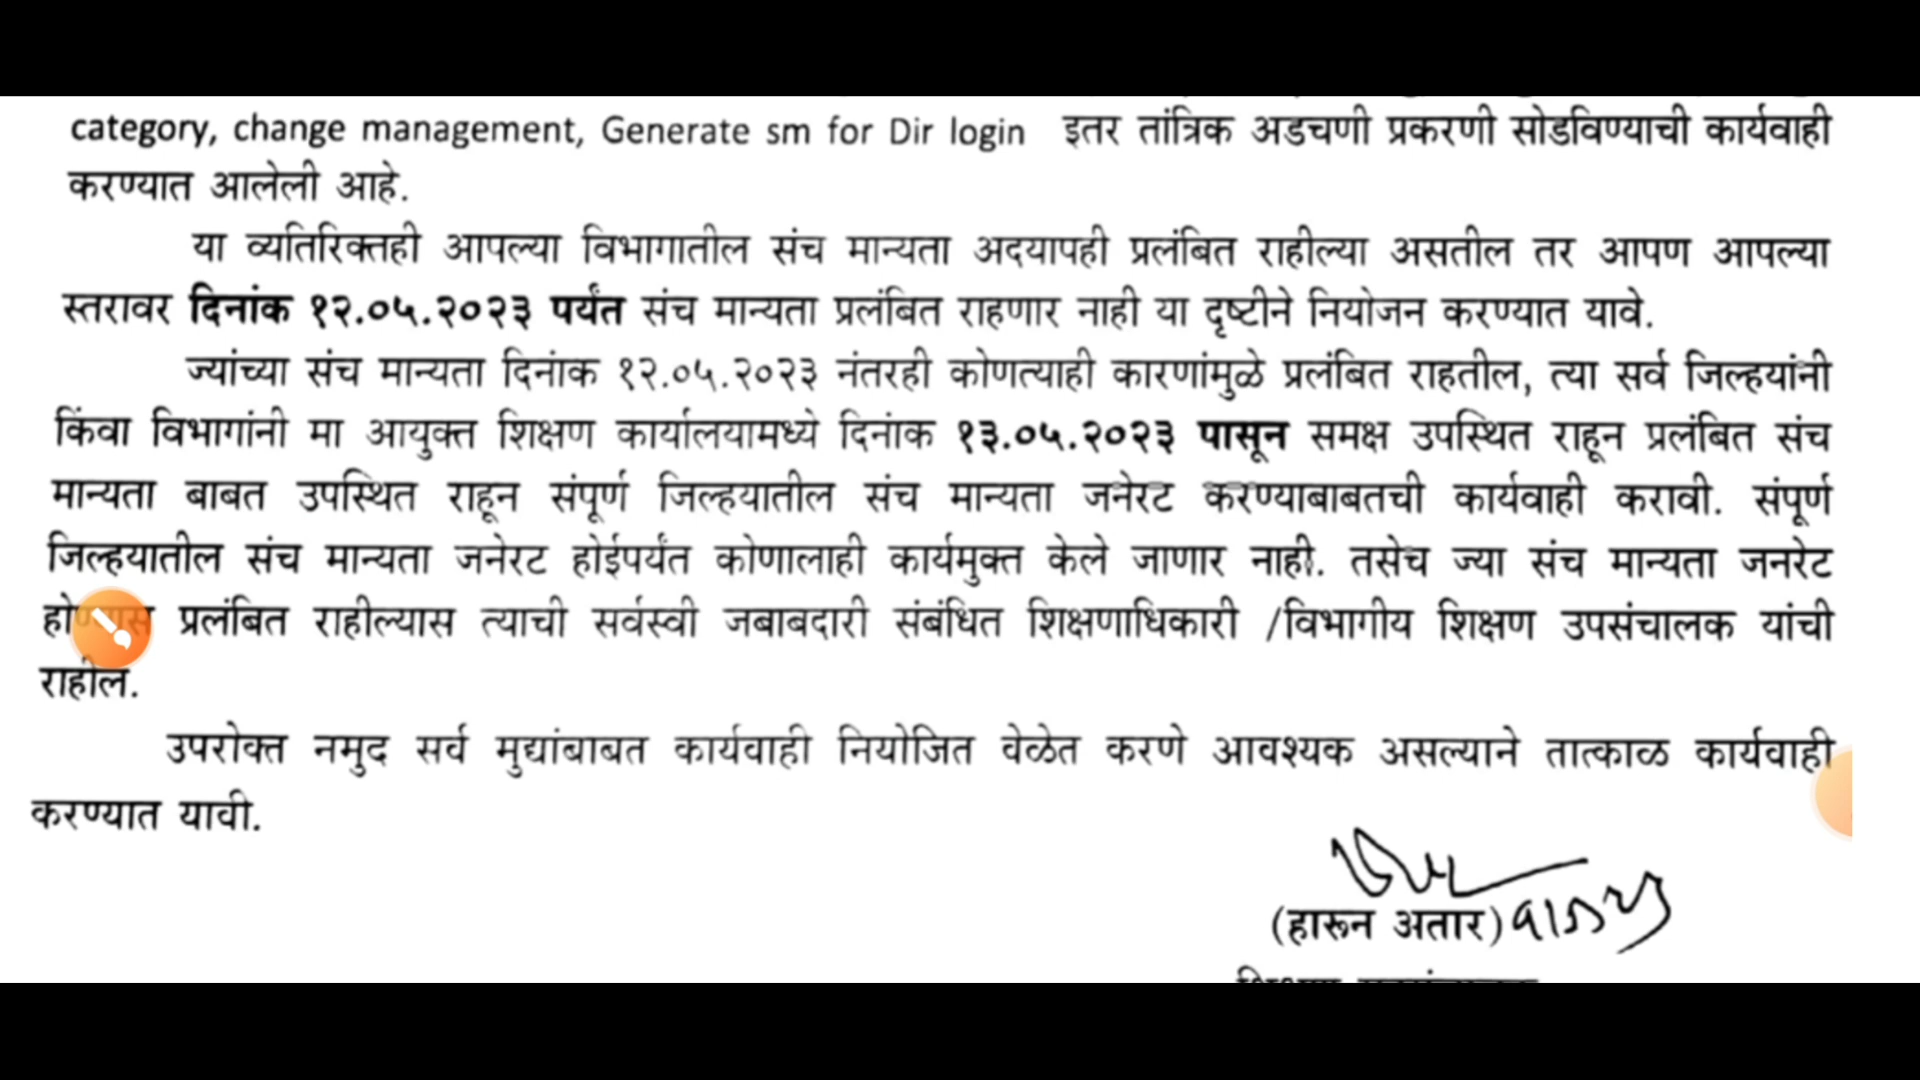 category, change management, Generate sm for Dir login इतर तांत्रिक अडचणी प्रकरणी सोडविण्याची कार्यवाही
करण्यात आलेली आहे.
या व्यतिरिक्तही आपल्या विभागातील संच मान्यता अदयापही प्रलंबित राहील्या असतील तर आपण आपल्या
स्तरावर दिनांक १२.०५.२०२३ पर्यंत संच मान्यता प्रलंबित राहणार नाही या दृष्टीने नियोजन करण्यात यावे.
ज्यांच्या संच मान्यता दिनांक १२.०५.२०२३ नंतरही कोणत्याही कारणांमुळे प्रलंबित राहतील, त्या सर्व जिल्हयांनी
किंवा विभागांनी मा आयुक्त शिक्षण कार्यालयामध्ये दिनांक १३.०५.२०२३ पासून समक्ष उपस्थित राहून प्रलंबित संच
मान्यता बाबत उपस्थित राहून संपूर्ण जिल्हयातील संच मान्यता जनेरट करण्याबाबतची कार्यवाही करावी. संपूर्ण
जिल्हयातील संच मान्यता जनेरट होईपर्यंत कोणालाही कार्यमुक्त केले जाणार नाही. तसेच ज्या संच मान्यता जनरेट
प्रलंबित राहील्यास त्याची सर्वस्वी जबाबदारी संबंधित शिक्षणाधिकारी /विभागीय शिक्षण उपसंचालक यांची
राहील.
उपरोक्त नमुद सर्व मुद्यांबाबत कार्यवाही नियोजित वेळेत करणे आवश्यक असल्याने तात्काळ कार्यवाही
करण्यात यावी.
(हारून अतार)